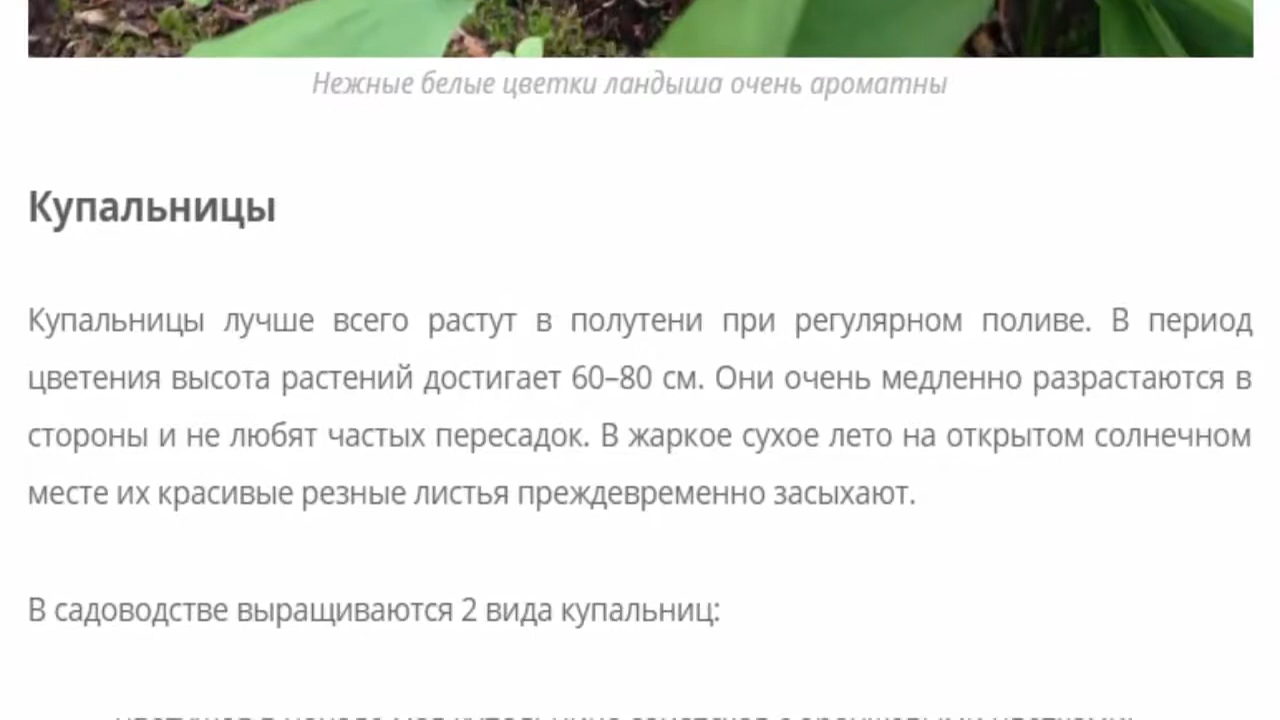 Нежные белые цветки ландыша очень ароматны
Купальницы
Купальницы лучше всего растут в полутени при регулярном поливе. В период
цветения высота растений достигает 60–80 см. Они очень медленно разрастаются в
стороны и не любят частых пересадок. В жаркое сухое лето на открытом солнечном
месте их красивые резные листья преждевременно засыхают.
В садоводстве выращиваются 2 вида купальниц: